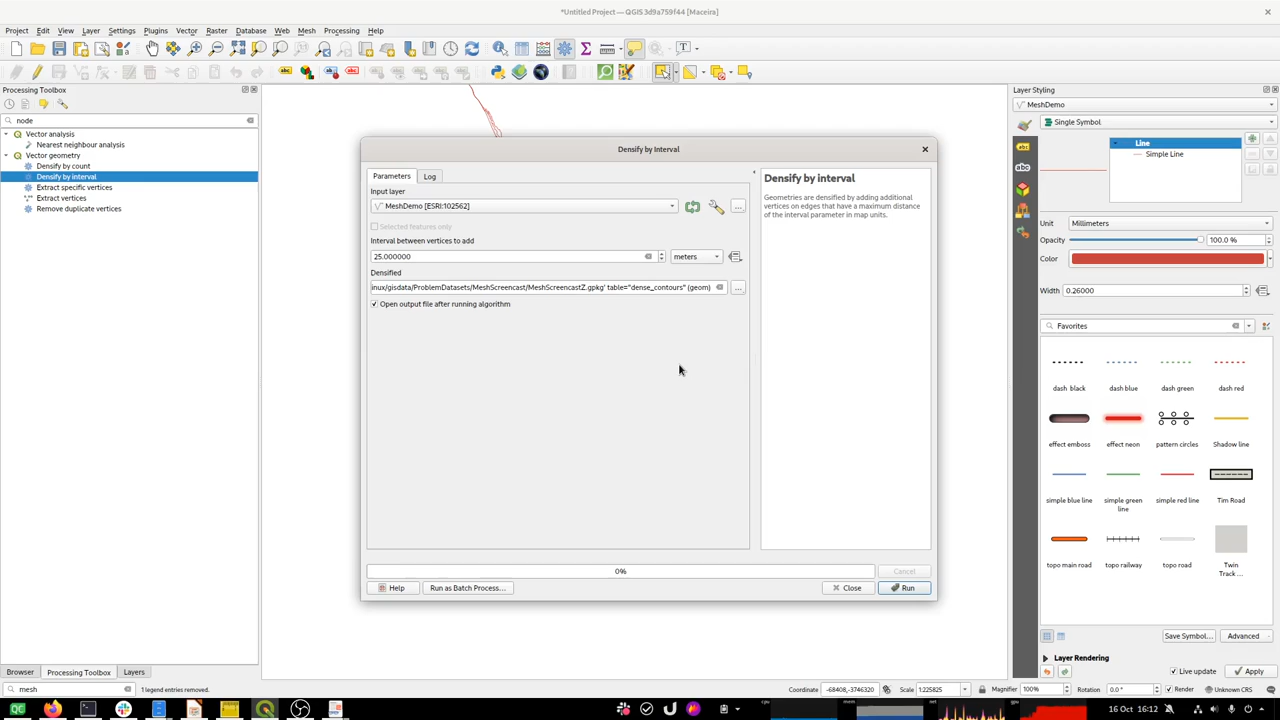 *Untitled Project — QGIS 3d9a759f44 [Maceira]
Project Edit View Layer Settings Plugins Vector Raster Database Web Mesh Processing Help
Processing Toolbox
node
Vector analysis
Nearest neighbour analysis
Vector geometry
Densify by count
Densify by interval
Extract specific vertices
Extract vertices
Remove duplicate vertices
Browser Processing Toolbox Layers
mesh
1 legend entries removed.
Densify by Interval
Parameters Log
Input layer
MeshDemo [ESRI:102562]
Selected features only
Interval between vertices to add
25.000000
meters
Densified
inux/gisdata/ProblemDatasets/MeshScreencast/MeshScreencastZ.gpkg' table="dense_contours" (geom)
Open output file after running algorithm
Densify by interval
Geometries are densified by adding additional
vertices on edges that have a maximum distance
of the interval parameter in map units.
0%
Cancel
Help
Run as Batch Process...
Close
Run
Layer Styling
MeshDemo
Single Symbol
Line
Simple Line
Unit Millimeters
Opacity 100.0 %
Color
Width 0.26000
Favorites
dash black dash blue dash green dash red
effect emboss effect neon pattern circles Shadow line
simple blue line simple green line simple red line Tim Road
topo main road topo railway topo road Twin Track ...
Save Symbol... Advanced
Layer Rendering
Live update Apply
Coordinate -68408,-3746320 Scale 1:225825 Magnifier 100% Rotation 0.0 ° Render Unknown CRS
16 Oct 16:12